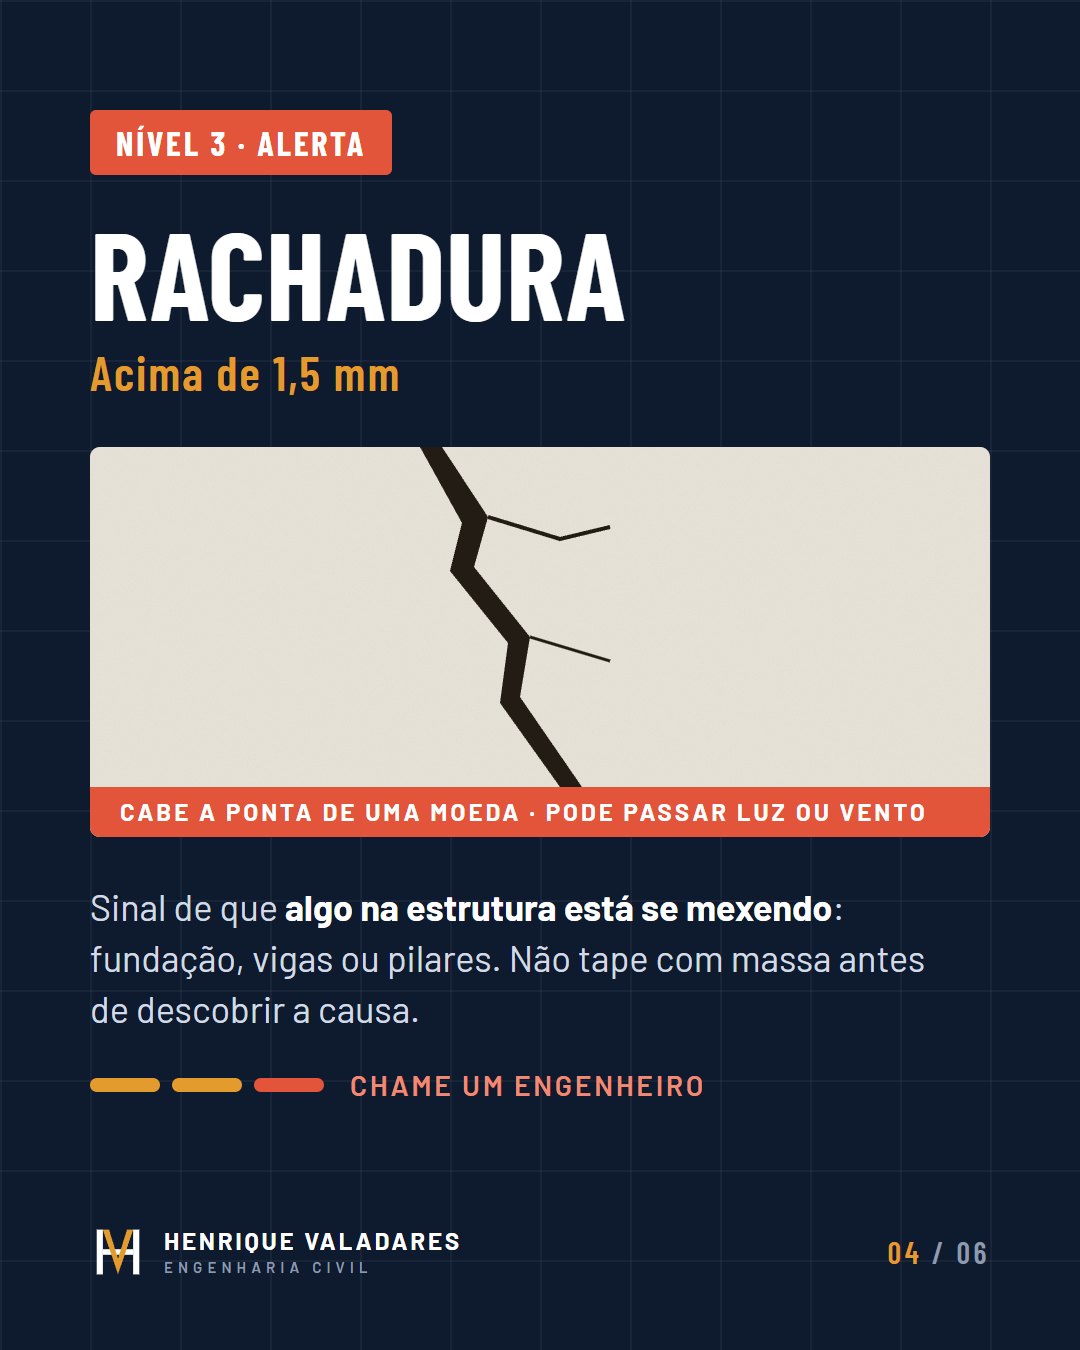 NÍVEL 3 · ALERTA
RACHADURA
Acima de 1,5 mm
CABE A PONTA DE UMA MOEDA · PODE PASSAR LUZ OU VENTO
Sinal de que algo na estrutura está se mexendo:
fundação, vigas ou pilares. Não tape com massa antes
de descobrir a causa.
CHAME UM ENGENHEIRO
HENRIQUE VALADARES
ENGENHARIA CIVIL
04 / 06